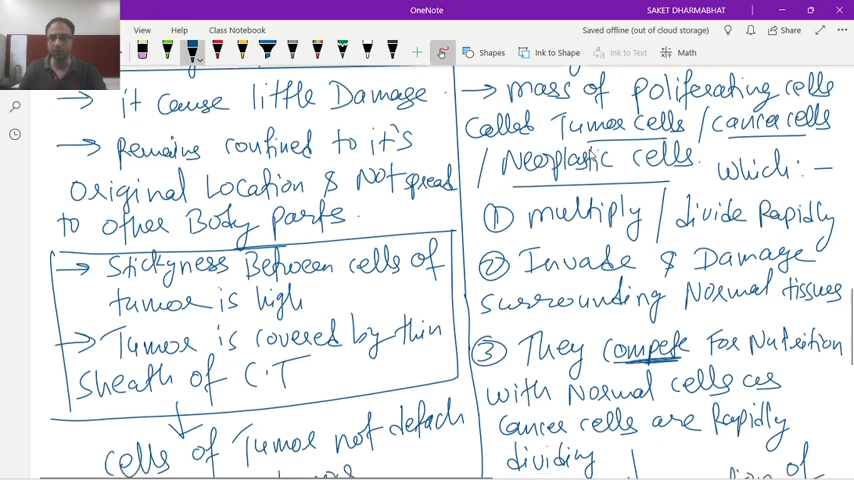 OneNote
SAKET DHARMABHAT
View
Help
Class Notebook
Saved offline (out of cloud storage)
Share
Shapes
Ink to Shape
Ink to Text
Math
→ it cause little Damage.
→ Remains confined to it's
Original Location & Not spread
to other Body parts.
→ Stickyness Between cells of
tumor is high
→ Tumor is covered by thin
sheath of C.T
cells of Tumor not detach
→ mass of poliferating cells
Called Tumor cells / cancer cells
/ Neoplastic cells. which: -
① multiply / divide Rapidly
② Invade & Damage
surrounding Normal tissues
③ They compete For Nutrition
with Normal cells as
cancer cells are Rapidly
dividing
of